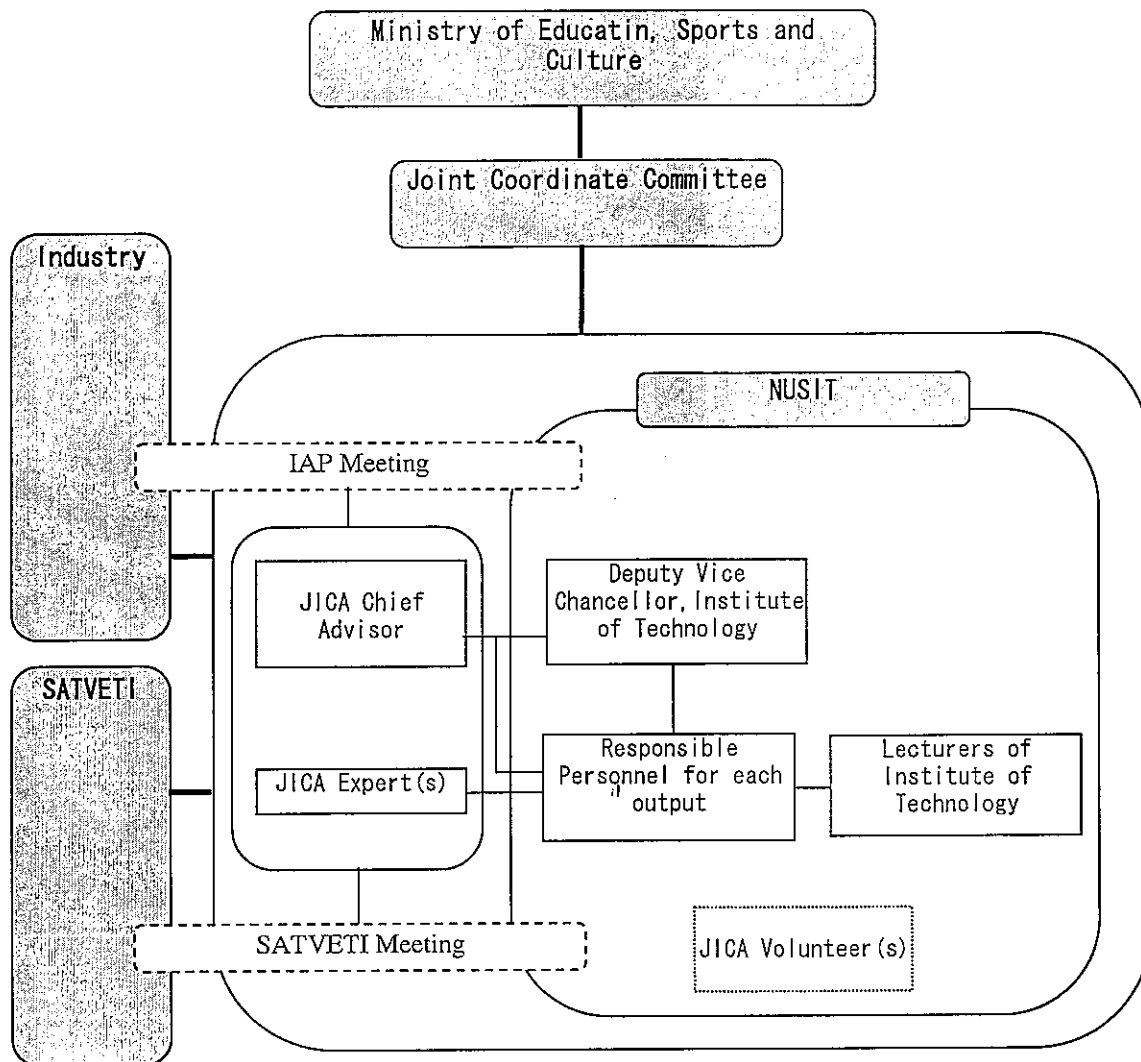 Ministry of Educatin, Sports and
Culture
Joint Coordinate Committee
Industry
NUSIT
IAP Meeting
JICA Chief
Advisor
Deputy Vice
Chancellor, Institute
of Technology
SATVETI
JICA Expert(s)
Responsible
Personnel for each
output
Lecturers of
Institute of
Technology
SATVETI Meeting
JICA Volunteer(s)